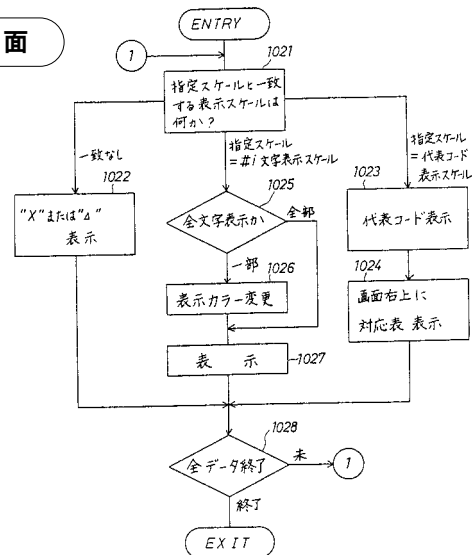 面
ENTRY
1
1021
指定スケールと一致
する表示スケールは
何か?
一致なし
1022
"X"または"△"
表示
指定スケール
=#i文字表示スケール
1025
全文字表示か
全部
一部
1026
表示カラー変更
表 示
1027
指定スケール
=代表コード
表示スケール
1023
代表コード表示
1024
画面右上に
対応表 表示
1028
全データ終了
未
1
終了
EXIT